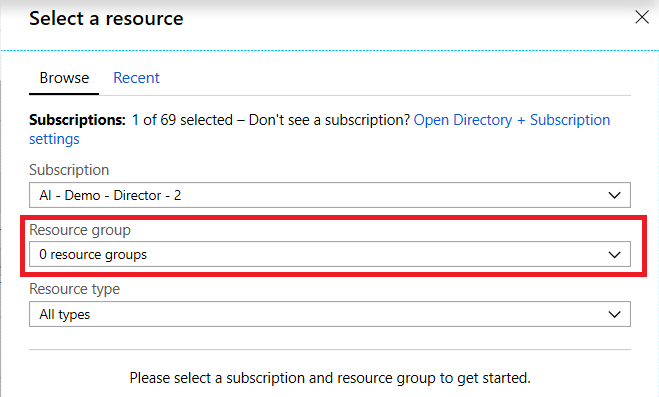 Select a resource
Browse Recent
Subscriptions: 1 of 69 selected – Don't see a subscription? Open Directory + Subscription
settings
Subscription
AI - Demo - Director - 2
Resource group
0 resource groups
Resource type
All types
Please select a subscription and resource group to get started.